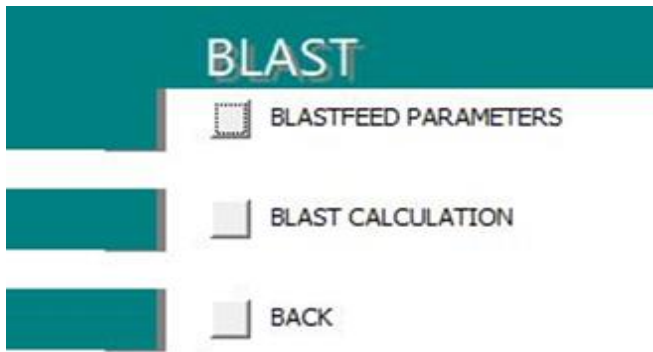 BLAST
BLASTFEED PARAMETERS
BLAST CALCULATION
BACK